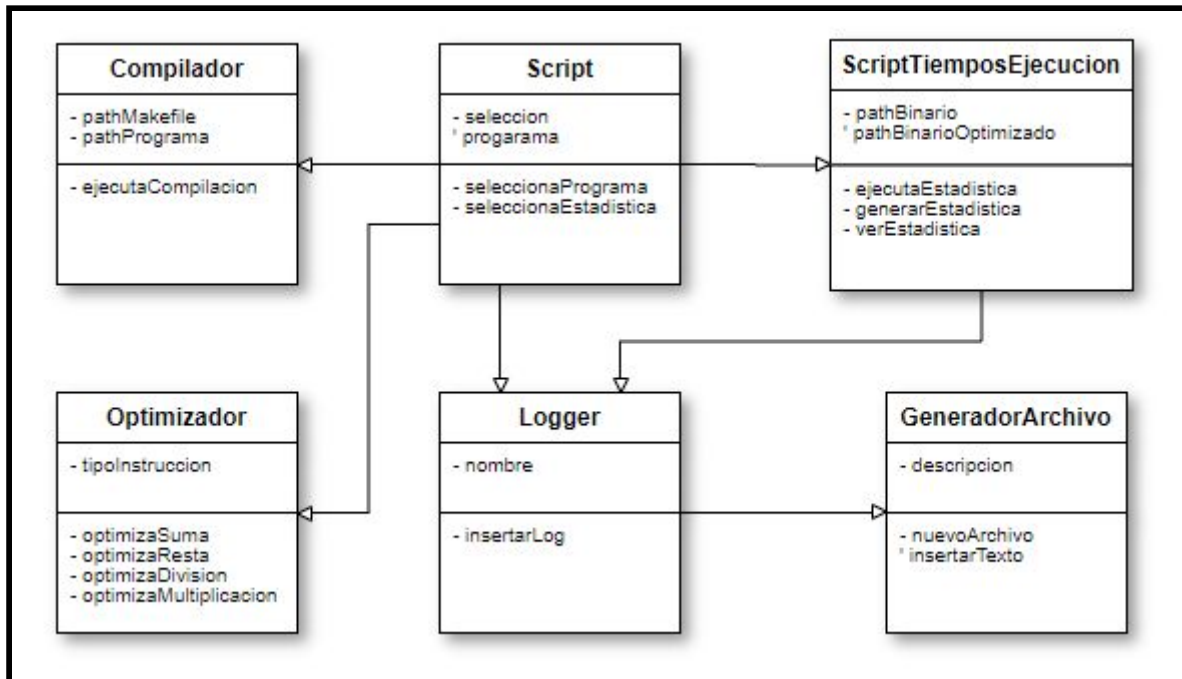 Compilador
- pathMakefile
- pathPrograma
- ejecutaCompilacion
Script
- seleccion
' progarama
- seleccionaPrograma
- seleccionaEstadistica
ScriptTiemposEjecucion
- pathBinario
' pathBinarioOptimizado
- ejecutaEstadistica
- generarEstadistica
- verEstadistica
Optimizador
- tipoInstruccion
- optimizaSuma
- optimizaResta
- optimizaDivision
- optimizaMultiplicacion
Logger
- nombre
- insertarLog
GeneradorArchivo
- descripcion
- nuevoArchivo
' insertarTexto